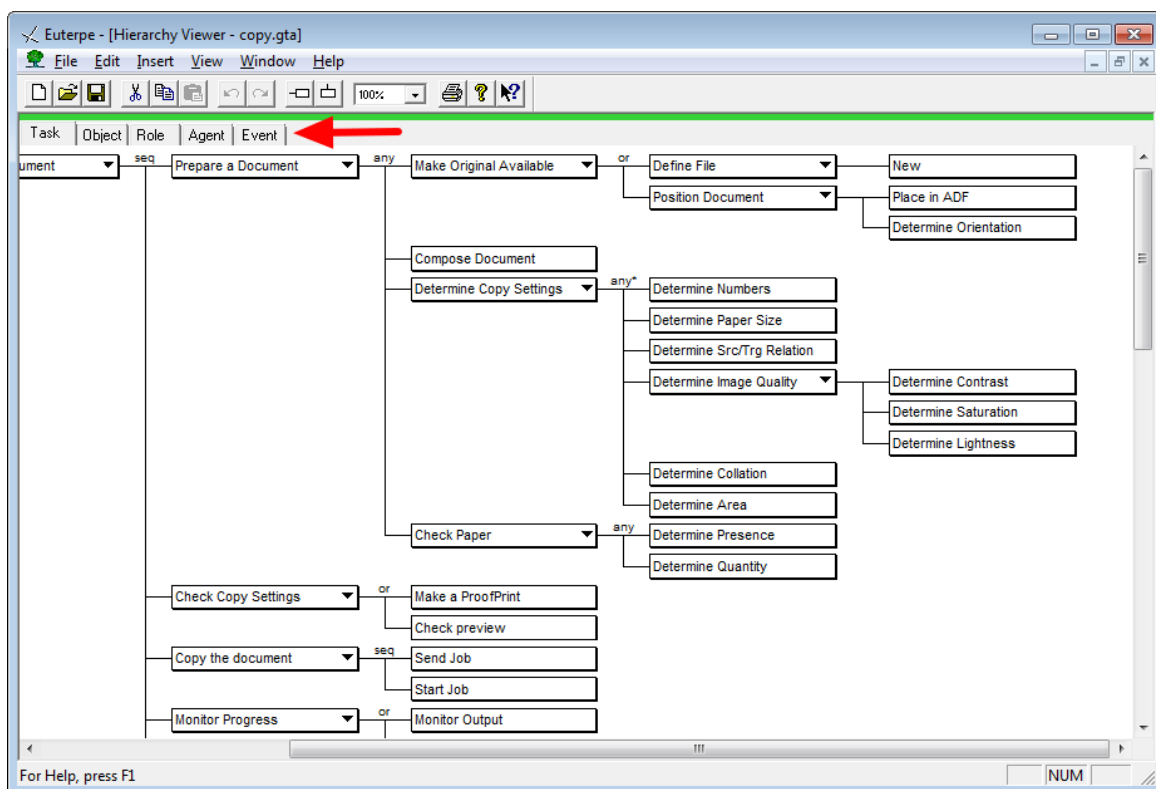 Euterpe - [Hierarchy Viewer - copy.gta]
File Edit Insert View Window Help
100%
Task Object Role Agent Event
ument seq Prepare a Document any Make Original Available or Define File New
Position Document Place in ADF
Determine Orientation
Compose Document
Determine Copy Settings any* Determine Numbers
Determine Paper Size
Determine Src/Trg Relation
Determine Image Quality Determine Contrast
Determine Saturation
Determine Lightness
Determine Collation
Determine Area
Check Paper any Determine Presence
Determine Quantity
Check Copy Settings or Make a ProofPrint
Check preview
Copy the document seq Send Job
Start Job
Monitor Progress or Monitor Output
For Help, press F1 NUM